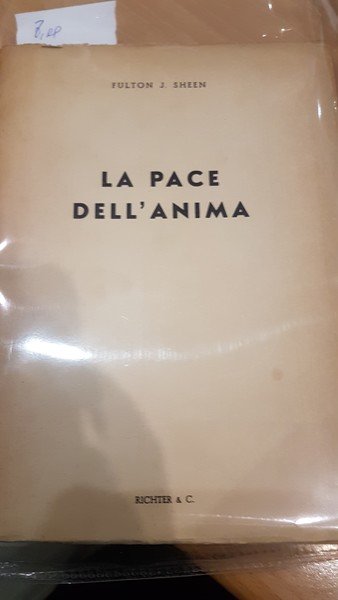 8,00
FULTON J. SHEEN
LA PACE
DELL'ANIMA
RICHTER & C.